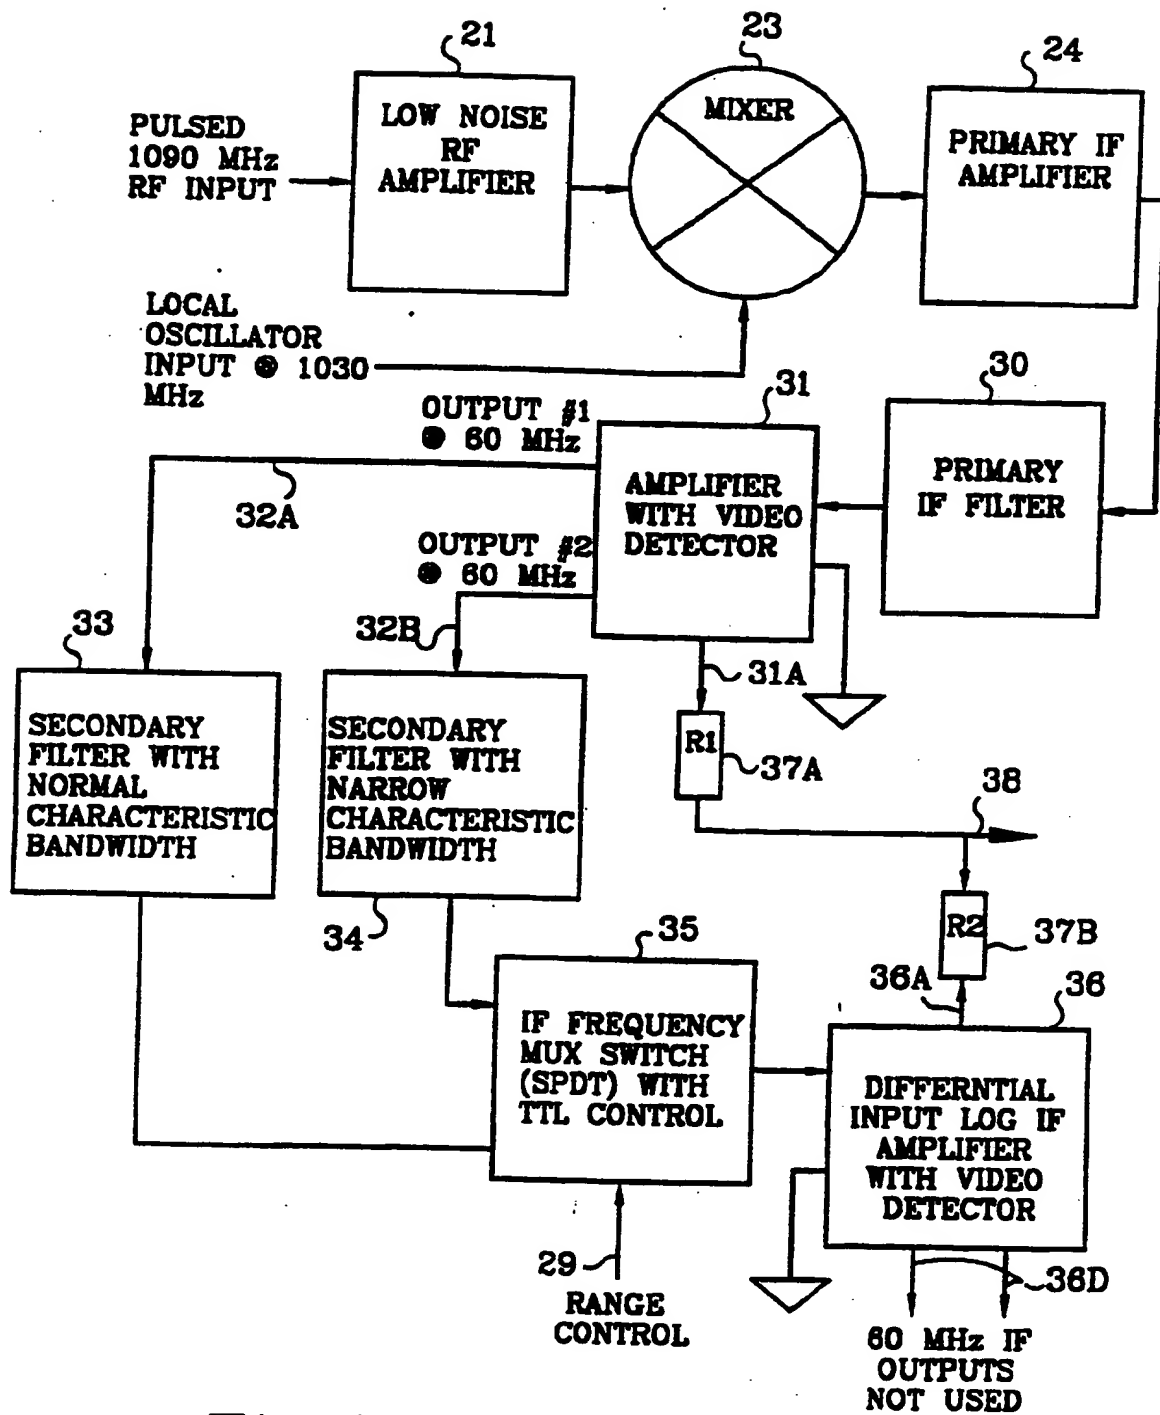 21
LOW NOISE
RF
AMPLIFIER
23
MIXER
24
PRIMARY IF
AMPLIFIER
PULSED
1090 MHz
RF INPUT
LOCAL
OSCILLATOR
INPUT @ 1030
MHz
30
PRIMARY
IF FILTER
31
AMPLIFIER
WITH VIDEO
DETECTOR
OUTPUT #1
@ 60 MHz
32A
OUTPUT #2
@ 60 MHz
32B
31A
R1
37A
38
33
SECONDARY
FILTER WITH
NORMAL
CHARACTERISTIC
BANDWIDTH
SECONDARY
FILTER WITH
NARROW
CHARACTERISTIC
BANDWIDTH
34
35
IF FREQUENCY
MUX SWITCH
(SPDT) WITH
TTL CONTROL
R2
37B
36A
36
DIFFERNTIAL
INPUT LOG IF
AMPLIFIER
WITH VIDEO
DETECTOR
29
RANGE
CONTROL
36D
60 MHz IF
OUTPUTS
NOT USED